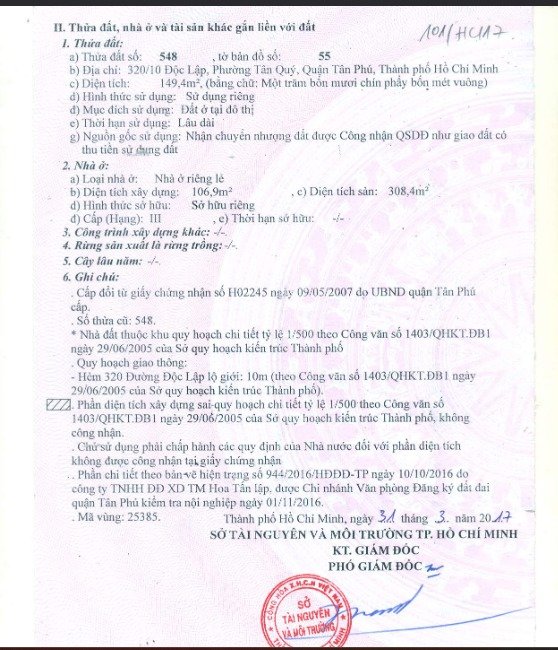 II. Thửa đất, nhà ở và tài sản khác gắn liền với đất
101/HC17
1. Thửa đất:
a) Thửa đất số: 548 , tờ bản đồ số: 55
b) Địa chỉ: 320/10 Độc Lập, Phường Tân Quý, Quận Tân Phú, Thành phố Hồ Chí Minh
c) Diện tích: 149,4m², (bằng chữ: Một trăm bốn mươi chín phẩy bốn mét vuông)
d) Hình thức sử dụng: Sử dụng riêng
đ) Mục đích sử dụng: Đất ở tại đô thị
e) Thời hạn sử dụng: Lâu dài
g) Nguồn gốc sử dụng: Nhận chuyển nhượng đất được Công nhận QSDĐ như giao đất có
thu tiền sử dụng đất
2. Nhà ở:
a) Loại nhà ở: Nhà ở riêng lẻ
b) Diện tích xây dựng: 106,9m² , c) Diện tích sàn: 308,4m²
d) Hình thức sở hữu: Sở hữu riêng
đ) Cấp (Hạng): III , e) Thời hạn sở hữu: -/-
3. Công trình xây dựng khác: -/-.
4. Rừng sản xuất là rừng trồng: -/-.
5. Cây lâu năm: -/-.
6. Ghi chú:
. Cấp đổi từ giấy chứng nhận số H02245 ngày 09/05/2007 do UBND quận Tân Phú
cấp.
. Số thửa cũ: 548.
* Nhà đất thuộc khu quy hoạch chi tiết tỷ lệ 1/500 theo Công văn số 1403/QHKT.ĐB1
ngày 29/06/2005 của Sở quy hoạch kiến trúc Thành phố
. Quy hoạch giao thông:
- Hẻm 320 Đường Độc Lập lộ giới: 10m (theo Công văn số 1403/QHKT.ĐB1 ngày
29/06/2005 của Sở quy hoạch kiến trúc Thành phố).
. Phần diện tích xây dựng sai quy hoạch chi tiết tỷ lệ 1/500 theo Công văn số
1403/QHKT.ĐB1 ngày 29/06/2005 của Sở quy hoạch kiến trúc Thành phố, không
công nhận.
. Chủ sử dụng phải chấp hành các quy định của Nhà nước đối với phần diện tích
không được công nhận tại giấy chứng nhận
. Phần chi tiết theo bản vẽ hiện trạng số 944/2016/HĐĐĐ-TP ngày 10/10/2016 do
công ty TNHH ĐĐ XD TM Hoa Tấn lập, được Chi nhánh Văn phòng Đăng ký đất đai
quận Tân Phú kiểm tra nội nghiệp ngày 01/11/2016.
. Mã vùng: 25385.
Thành phố Hồ Chí Minh, ngày 31 tháng 3. năm 2017
SỞ TÀI NGUYÊN VÀ MÔI TRƯỜNG TP. HỒ CHÍ MINH
KT. GIÁM ĐỐC
PHÓ GIÁM ĐỐC
CỘNG HÒA X.H.C.N VIỆT NAM
SỞ
TÀI NGUYÊN
VÀ MÔI TRƯỜNG